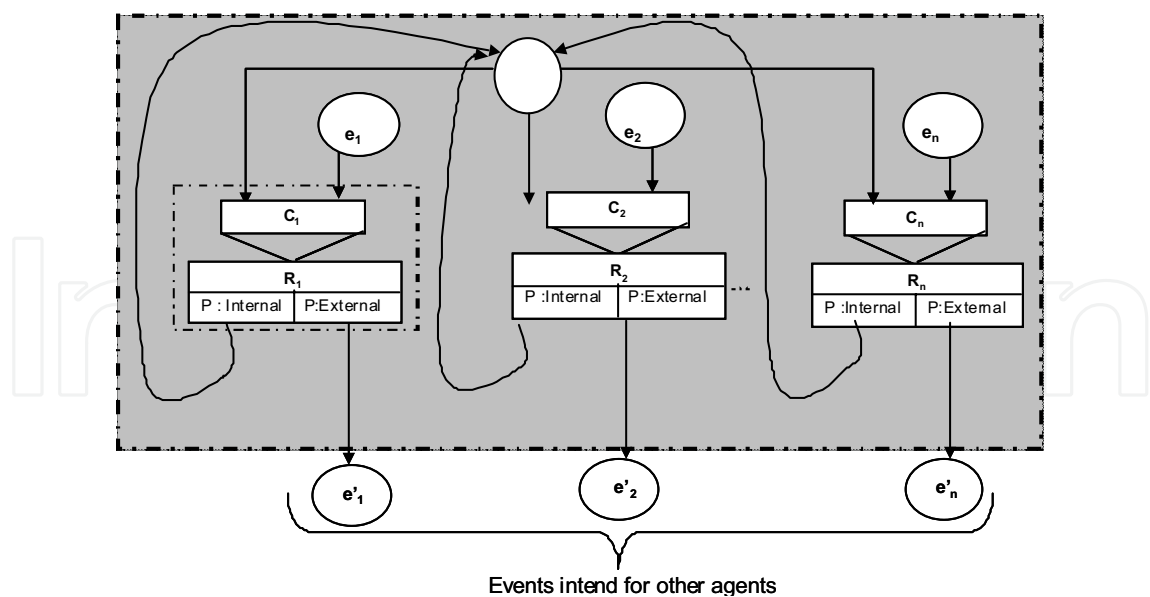 e1
e2
en
C1
C2
Cn
R1
R2
Rn
P : Internal P:External
P :Internal P:External
P :Internal P:External
e'1
e'2
e'n
Events intend for other agents